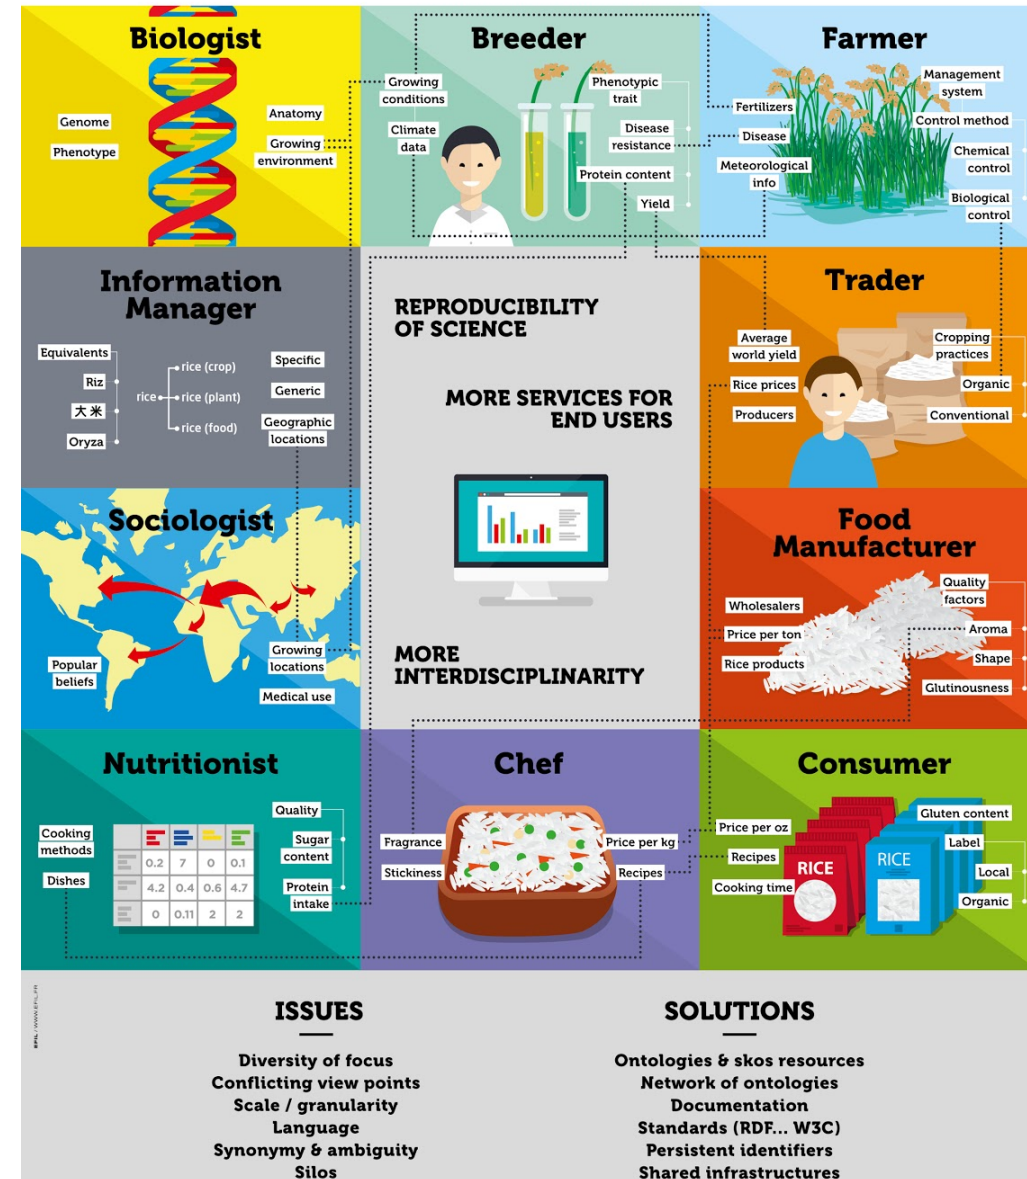 Biologist
Genome
Phenotype
Anatomy
Growing
environment
Breeder
Growing
conditions
Climate
data
Phenotypic
trait
Disease
resistance
Protein content
Yield
Farmer
Fertilizers
Disease
Meteorological
info
Management
system
Control method
Chemical
control
Biological
control
Information
Manager
Equivalents
Riz
大米
Oryza
rice
rice (crop)
rice (plant)
rice (food)
Specific
Generic
Geographic
locations
REPRODUCIBILITY
OF SCIENCE
MORE SERVICES FOR
END USERS
MORE
INTERDISCIPLINARITY
Trader
Average
world yield
Rice prices
Producers
Cropping
practices
Organic
Conventional
Sociologist
Popular
beliefs
Growing
locations
Medical use
Food
Manufacturer
Wholesalers
Price per ton
Rice products
Quality
factors
Aroma
Shape
Glutinousness
Nutritionist
Cooking
methods
Dishes
0.2 7 0 0.1
4.2 0.4 0.6 4.7
0 0.11 2 2
Quality
Sugar
content
Protein
intake
Chef
Fragrance
Stickiness
Price per kg
Recipes
Consumer
Price per oz
Recipes
Cooking time
RICE
RICE
Gluten content
Label
Local
Organic
EFIL / WWW.EFIL.FR
ISSUES
Diversity of focus
Conflicting view points
Scale / granularity
Language
Synonymy & ambiguity
Silos
SOLUTIONS
Ontologies & skos resources
Network of ontologies
Documentation
Standards (RDF... W3C)
Persistent identifiers
Shared infrastructures